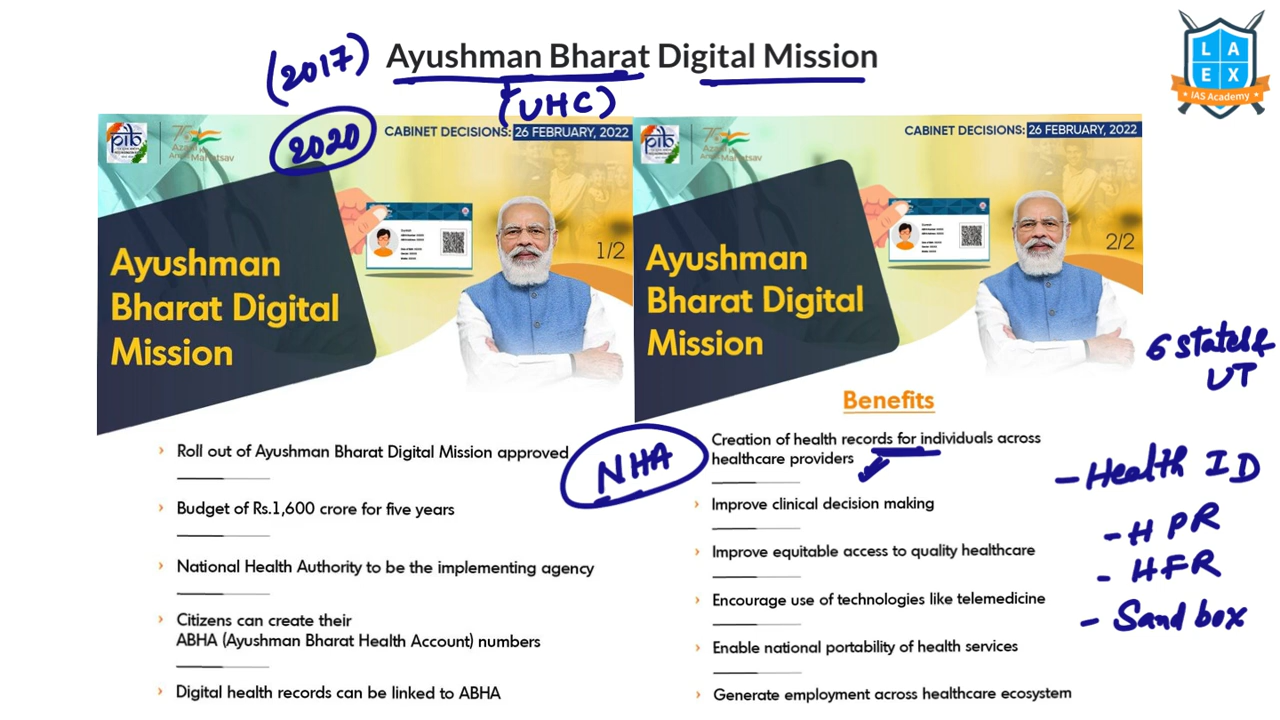 (2017) Ayushman Bharat Digital Mission
(UHC)
L A
E X
IAS Academy
2020
pib
CABINET DECISIONS: 26 FEBRUARY, 2022
Ayushman
Bharat Digital
Mission
1/2
Roll out of Ayushman Bharat Digital Mission approved
Budget of Rs.1,600 crore for five years
National Health Authority to be the implementing agency
Citizens can create their
ABHA (Ayushman Bharat Health Account) numbers
Digital health records can be linked to ABHA
NHA
pib
CABINET DECISIONS: 26 FEBRUARY, 2022
Ayushman
Bharat Digital
Mission
2/2
Benefits
Creation of health records for individuals across
healthcare providers
Improve clinical decision making
Improve equitable access to quality healthcare
Encourage use of technologies like telemedicine
Enable national portability of health services
Generate employment across healthcare ecosystem
6 States &
UT
- Health ID
- HPR
- HFR
- Sandbox